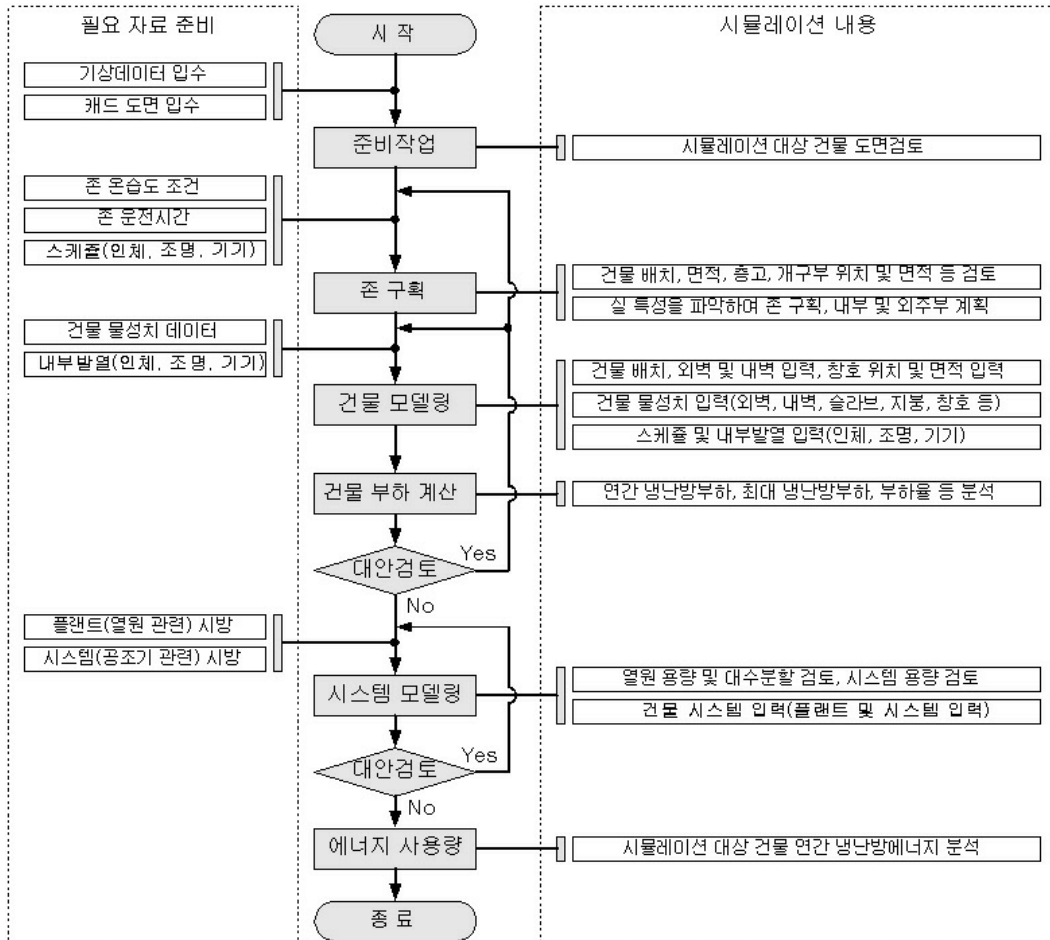 필요 자료 준비
시 작
시뮬레이션 내용
기상데이터 입수
캐드 도면 입수
준비작업
시뮬레이션 대상 건물 도면검토
존 온습도 조건
존 운전시간
스케쥴(인체, 조명, 기기)
존 구획
건물 배치, 면적, 층고, 개구부 위치 및 면적 등 검토
실 특성을 파악하여 존 구획, 내부 및 외주부 계획
건물 물성치 데이터
내부발열(인체, 조명, 기기)
건물 모델링
건물 배치, 외벽 및 내벽 입력, 창호 위치 및 면적 입력
건물 물성치 입력(외벽, 내벽, 슬라브, 지붕, 창호 등)
스케쥴 및 내부발열 입력(인체, 조명, 기기)
건물 부하 계산
연간 냉난방부하, 최대 냉난방부하, 부하율 등 분석
대안검토
Yes
No
플랜트(열원 관련) 시방
시스템(공조기 관련) 시방
시스템 모델링
열원 용량 및 대수분할 검토, 시스템 용량 검토
건물 시스템 입력(플랜트 및 시스템 입력)
대안검토
Yes
No
에너지 사용량
시뮬레이션 대상 건물 연간 냉난방에너지 분석
종 료